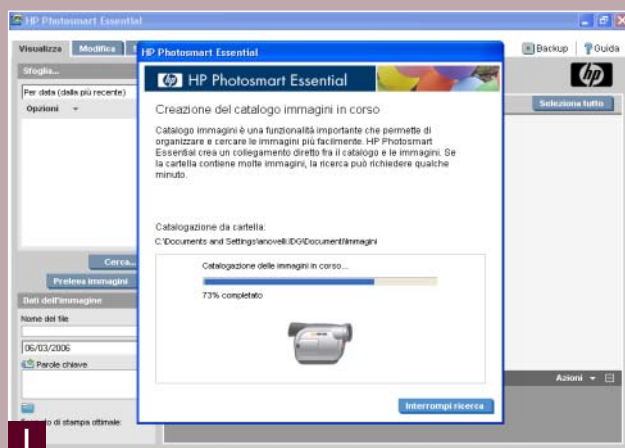 HP Photosmart Essential
Visualizza
Modifica
Backup
Guida
Sfoglia...
Per data (dalla più recente)
Opzioni
Seleziona tutto
hp
HP Photosmart Essential
hp HP Photosmart Essential
Creazione del catalogo immagini in corso
Catalogo immagini è una funzionalità importante che permette di
organizzare e cercare le immagini più facilmente. HP Photosmart
Essential crea un collegamento diretto fra il catalogo e le immagini. Se
la cartella contiene molte immagini, la ricerca può richiedere qualche
minuto.
Catalogazione da cartella:
C:\Documents and Settings\anovelli.IDG\Documenti\Immagini
Catalogazione delle immagini in corso...
73% completato
Interrompi ricerca
Cerca...
Preleva immagini
Dati dell'immagine
Nome del file
06/03/2006
Parole chiave
di stampa ottimale:
Azioni